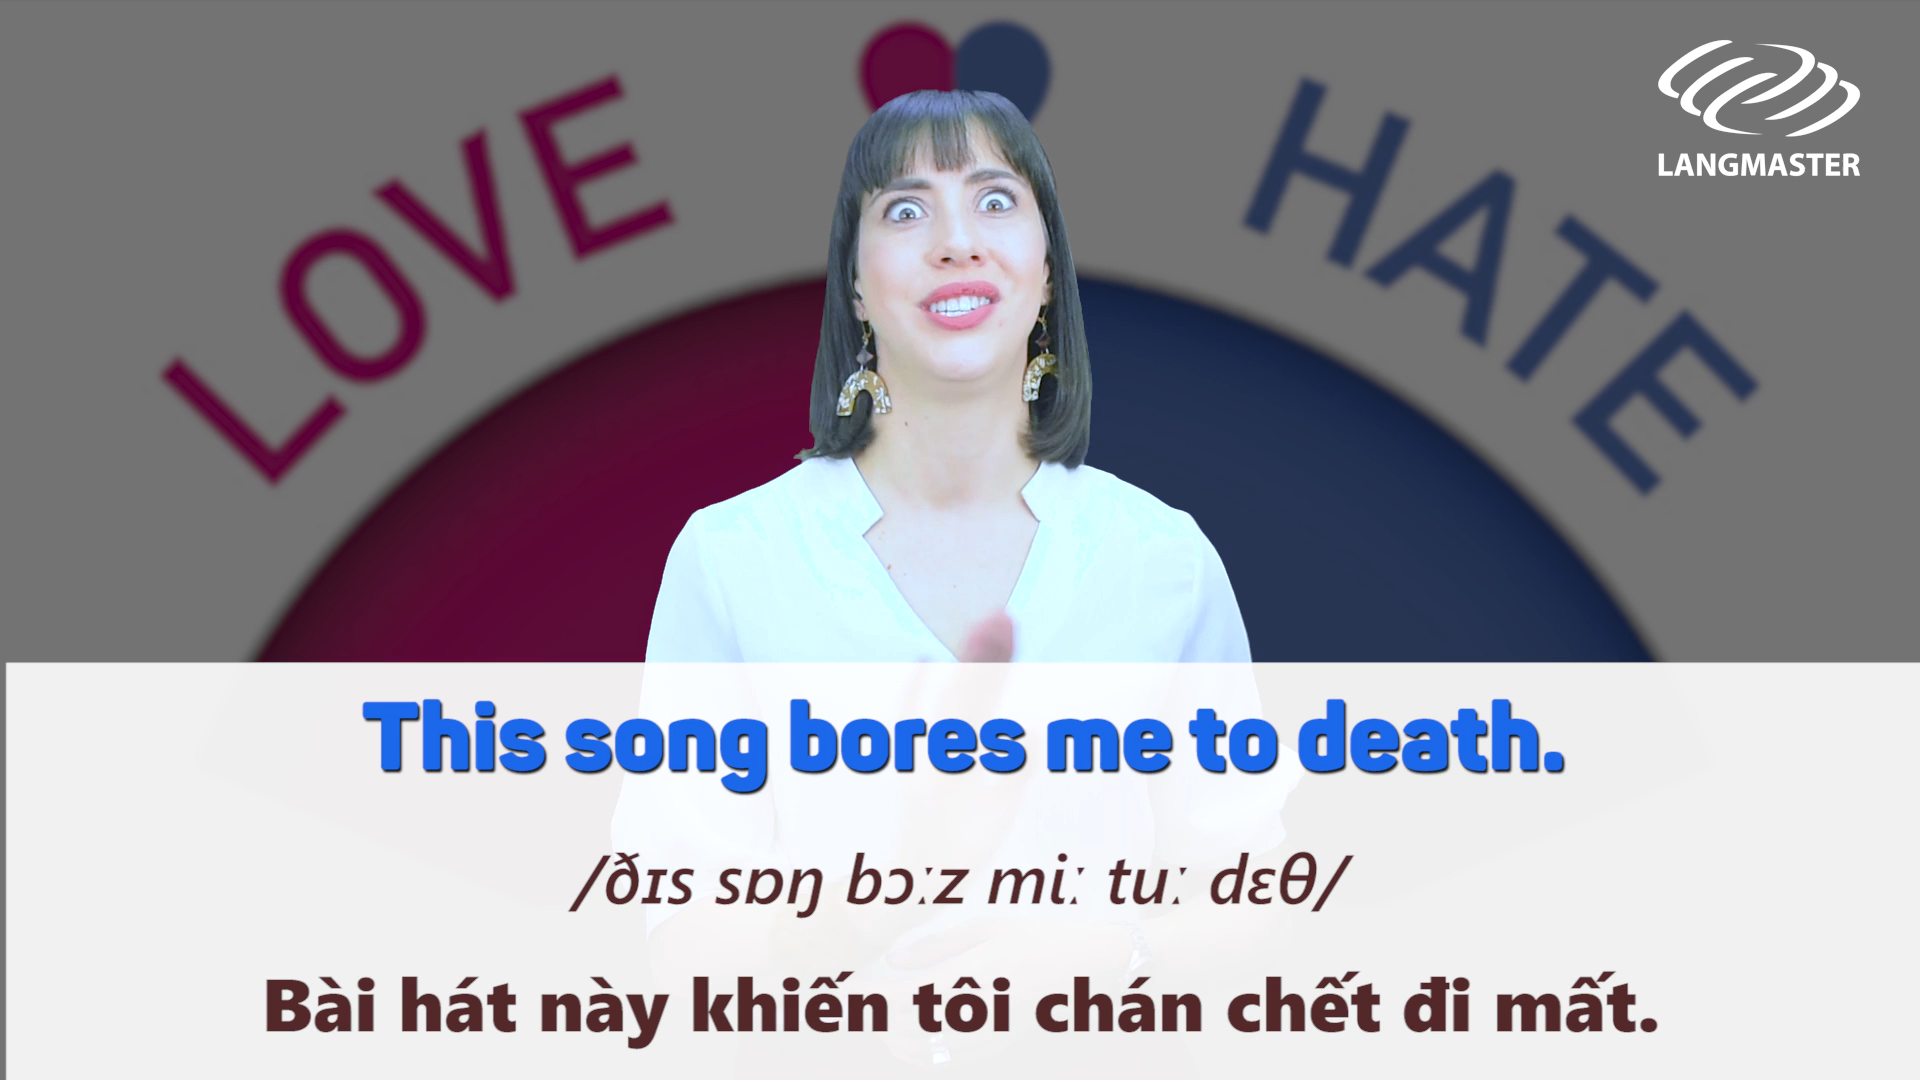 LOVE
HATE
LANGMASTER
This song bores me to death.
/ðɪs sɒŋ bɔːz miː tuː dɛθ/
Bài hát này khiến tôi chán chết đi mất.